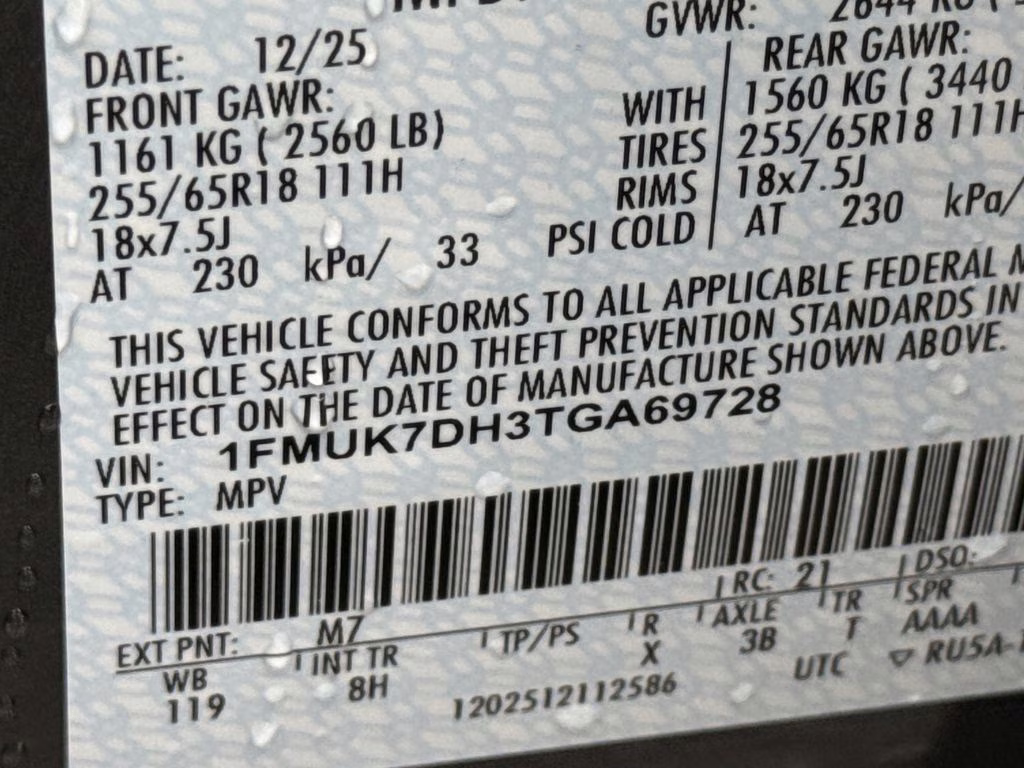 GVWR:
DATE: 12/25
FRONT GAWR:
1161 KG ( 2560 LB)
255/65R18 111H
18x7.5J
AT 230 kPa/ 33
WITH
TIRES
RIMS
PSI COLD
REAR GAWR:
1560 KG ( 3440
255/65R18 111H
18x7.5J
AT 230 kPa/
THIS VEHICLE CONFORMS TO ALL APPLICABLE FEDERAL
VEHICLE SAFETY AND THEFT PREVENTION STANDARDS IN
EFFECT ON THE DATE OF MANUFACTURE SHOWN ABOVE.
VIN: 1FMUK7DH3TGA69728
TYPE: MPV
RC: 21 DSO:
EXT PNT: M7
WB INT TR TP/PS R AXLE TR SPR
119 8H X 3B T AAAA
1202512112586 UTC ▽ RU5A-